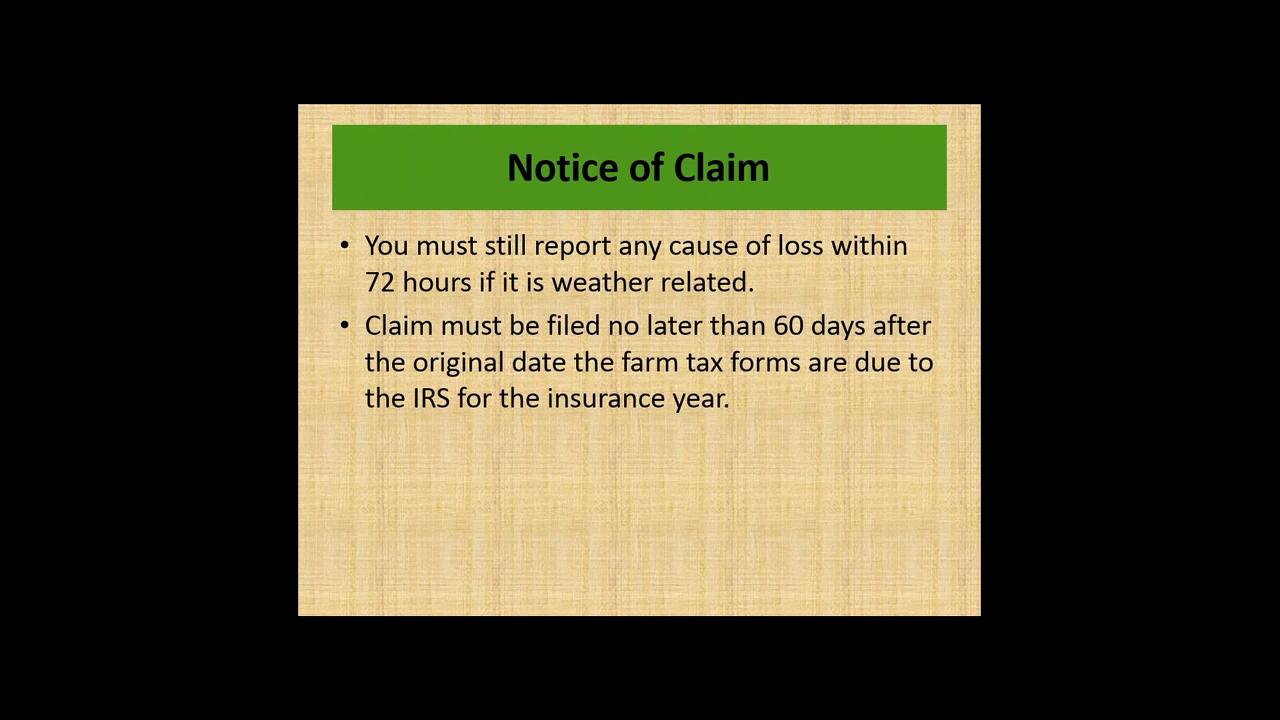 Notice of Claim
• You must still report any cause of loss within
72 hours if it is weather related.
• Claim must be filed no later than 60 days after
the original date the farm tax forms are due to
the IRS for the insurance year.